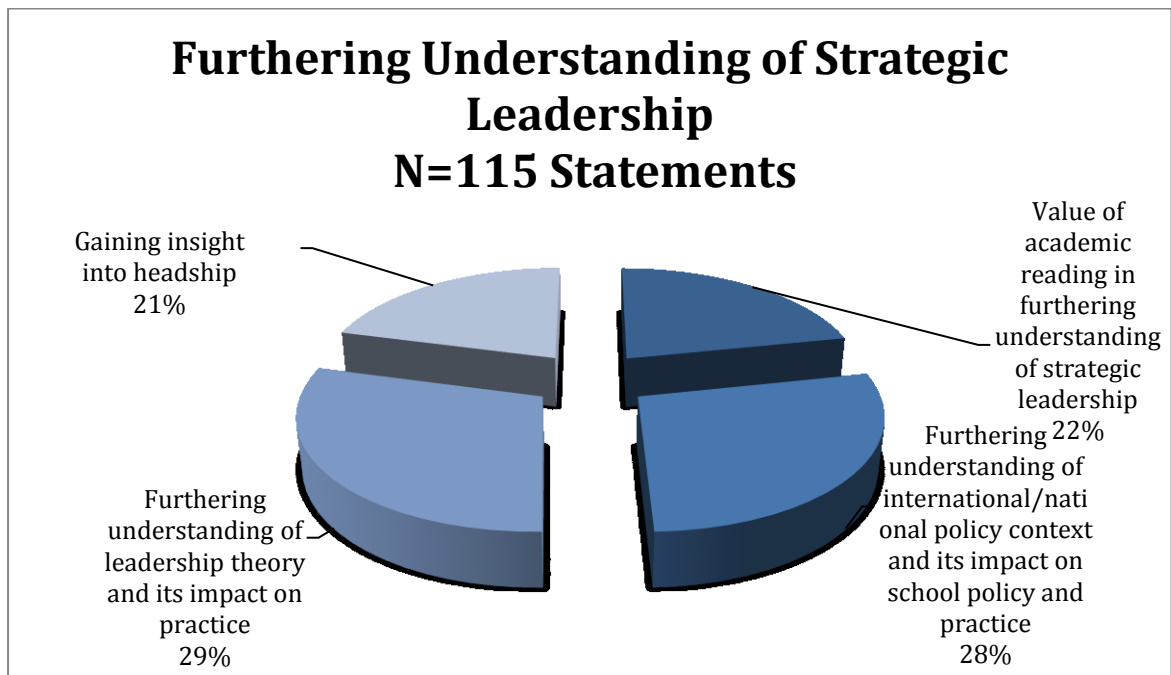 Furthering Understanding of Strategic
Leadership
N=115 Statements
Gaining insight
into headship
21%
Value of
academic
reading in
furthering
understanding
of strategic
leadership
22%
Furthering
understanding of
international/nati
onal policy context
and its impact on
school policy and
practice
28%
Furthering
understanding of
leadership theory
and its impact on
practice
29%